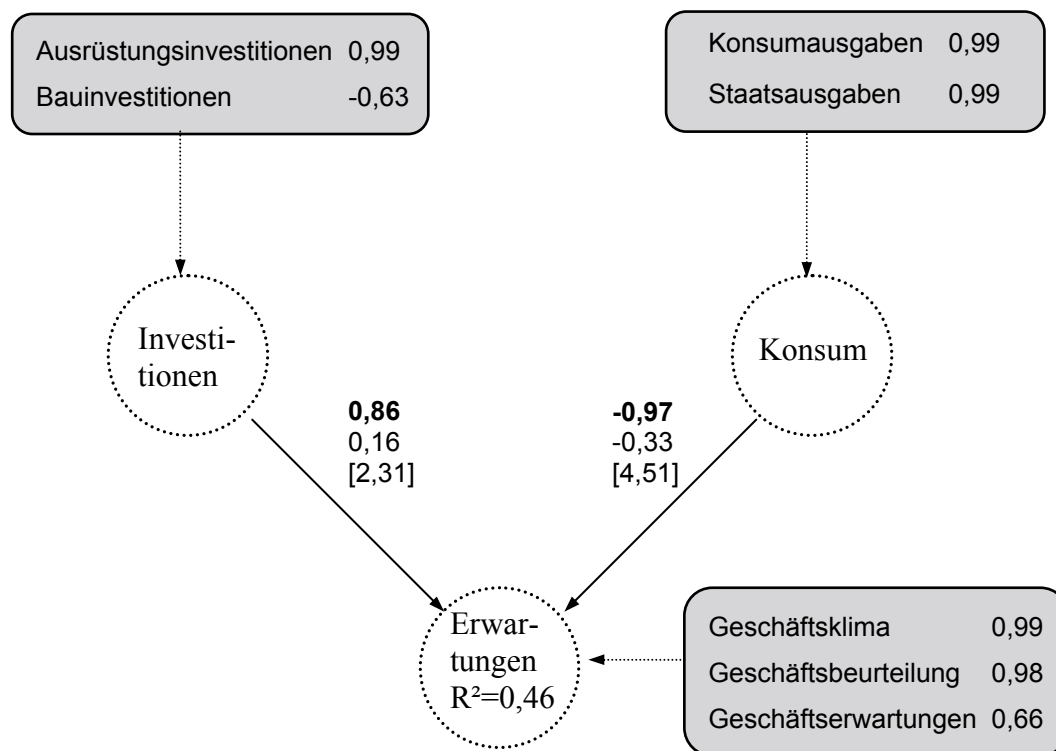 Ausrüstungsinvestitionen 0,99
Bauinvestitionen -0,63
Konsumausgaben 0,99
Staatsausgaben 0,99
Investi-
tionen
Konsum
0,86
0,16
[2,31]
-0,97
-0,33
[4,51]
Erwar-
tungen
R²=0,46
Geschäftsklima 0,99
Geschäftsbeurteilung 0,98
Geschäftserwartungen 0,66